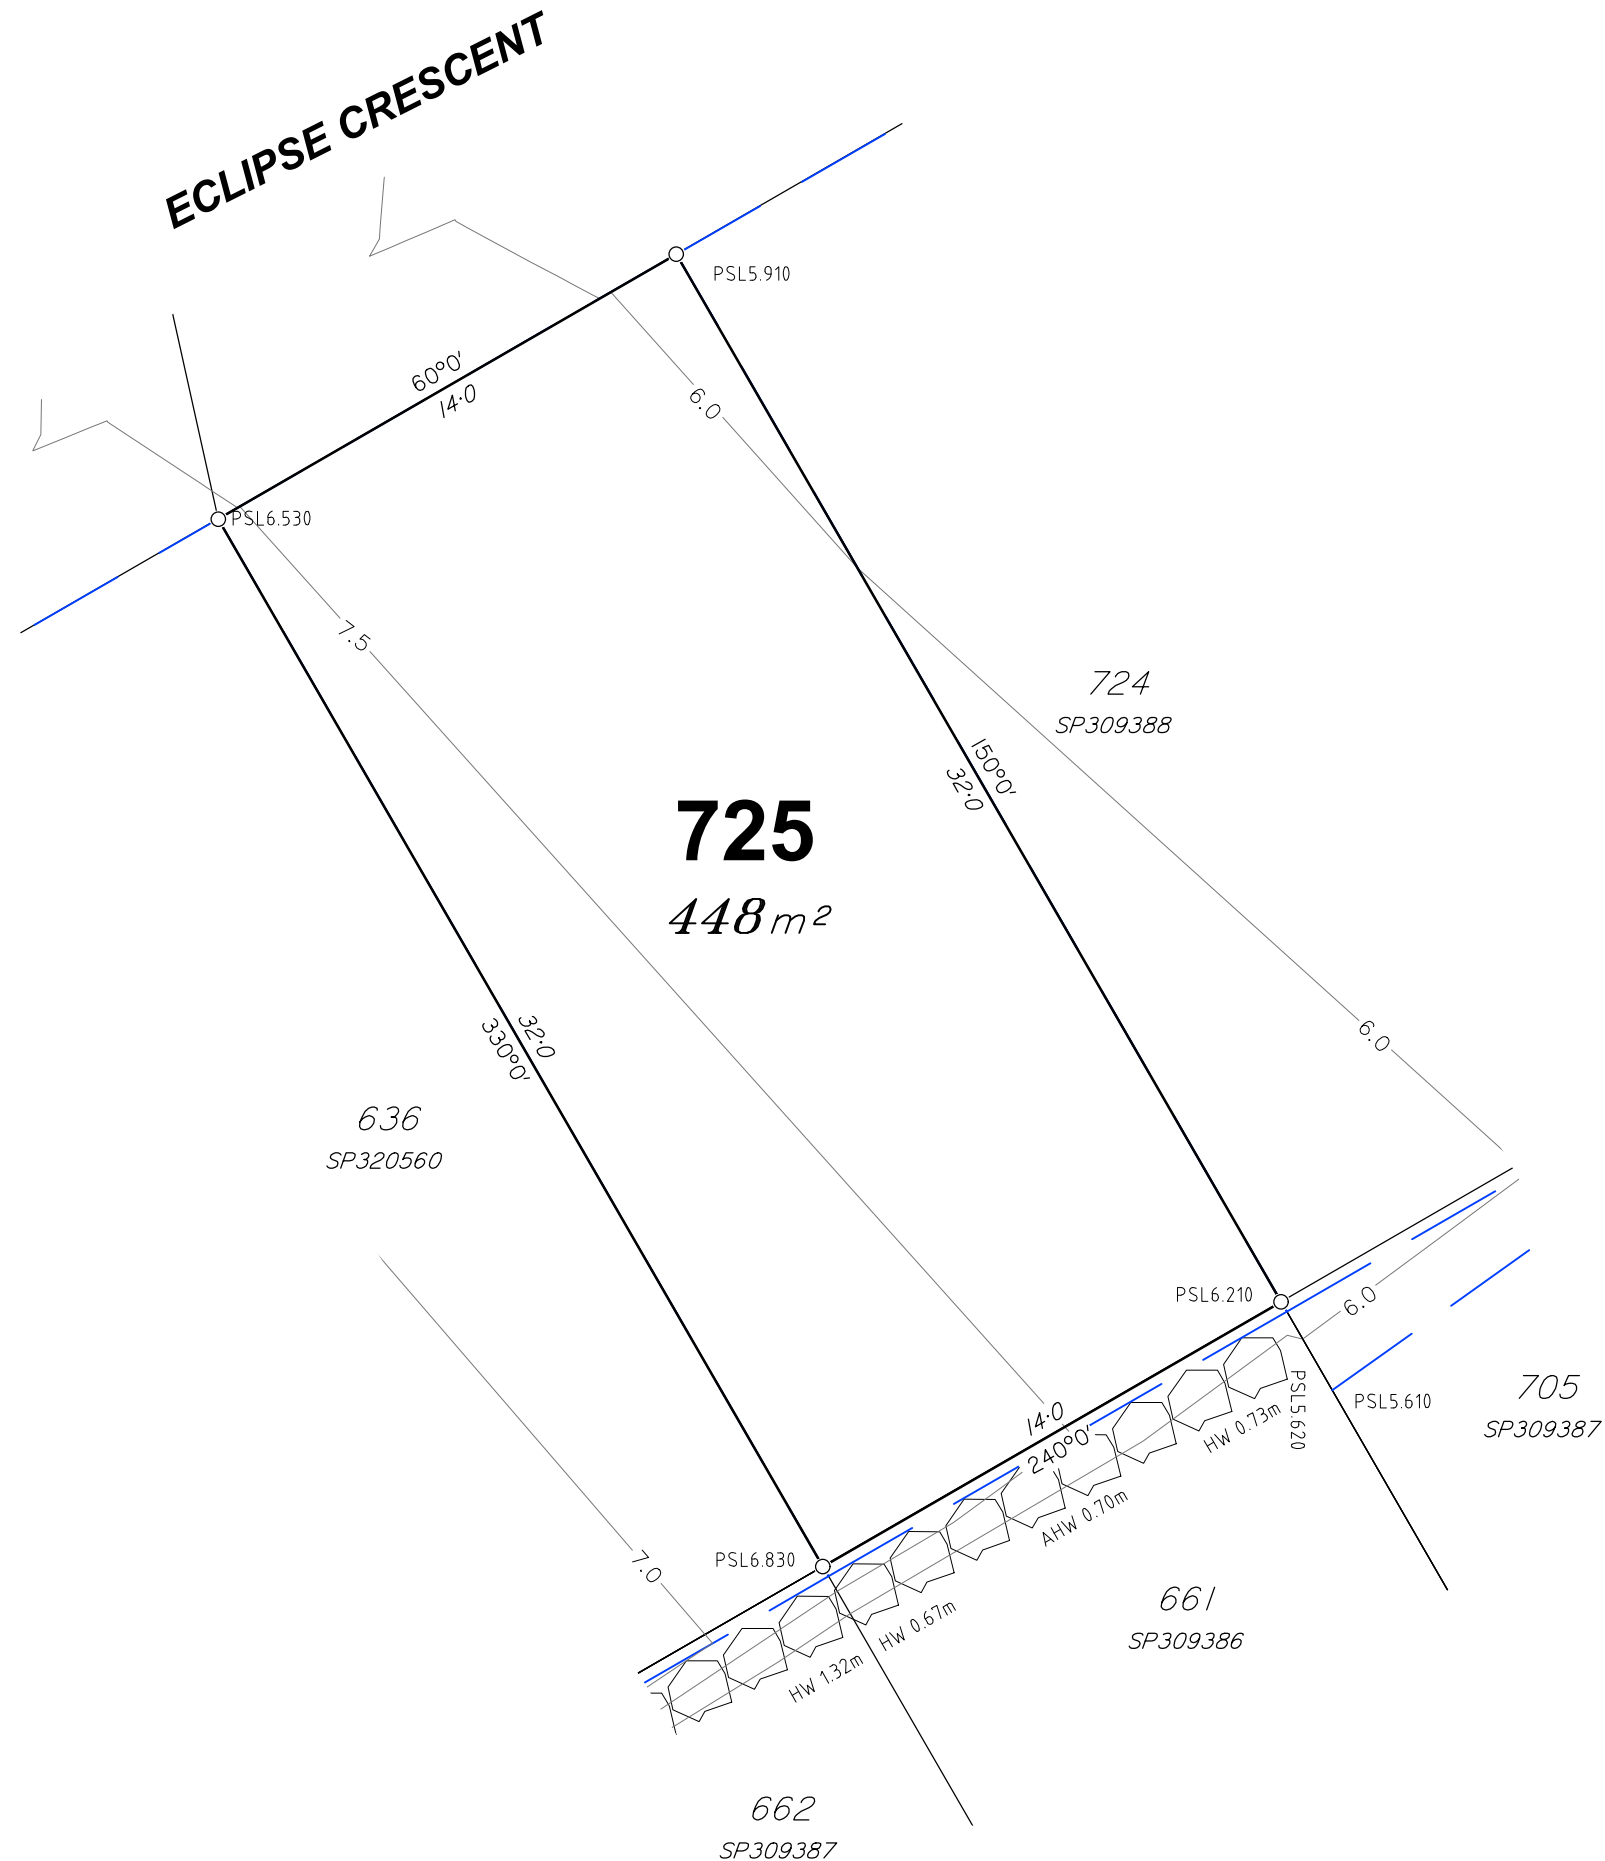 ECLIPSE CRESCENT
PSL5.910
60°0'
14·0
6.0
PSL6.530
7.5
724
SP309388
150°0'
32·0
725
448 m²
32·0
330°0'
6.0
636
SP320560
PSL6.210
6.0
14·0
240°0'
PSL5.620
PSL5.610
705
SP309387
HW 0.73m
AHW 0.70m
PSL6.830
7.0
HW 0.67m
HW 1.32m
661
SP309386
662
SP309387